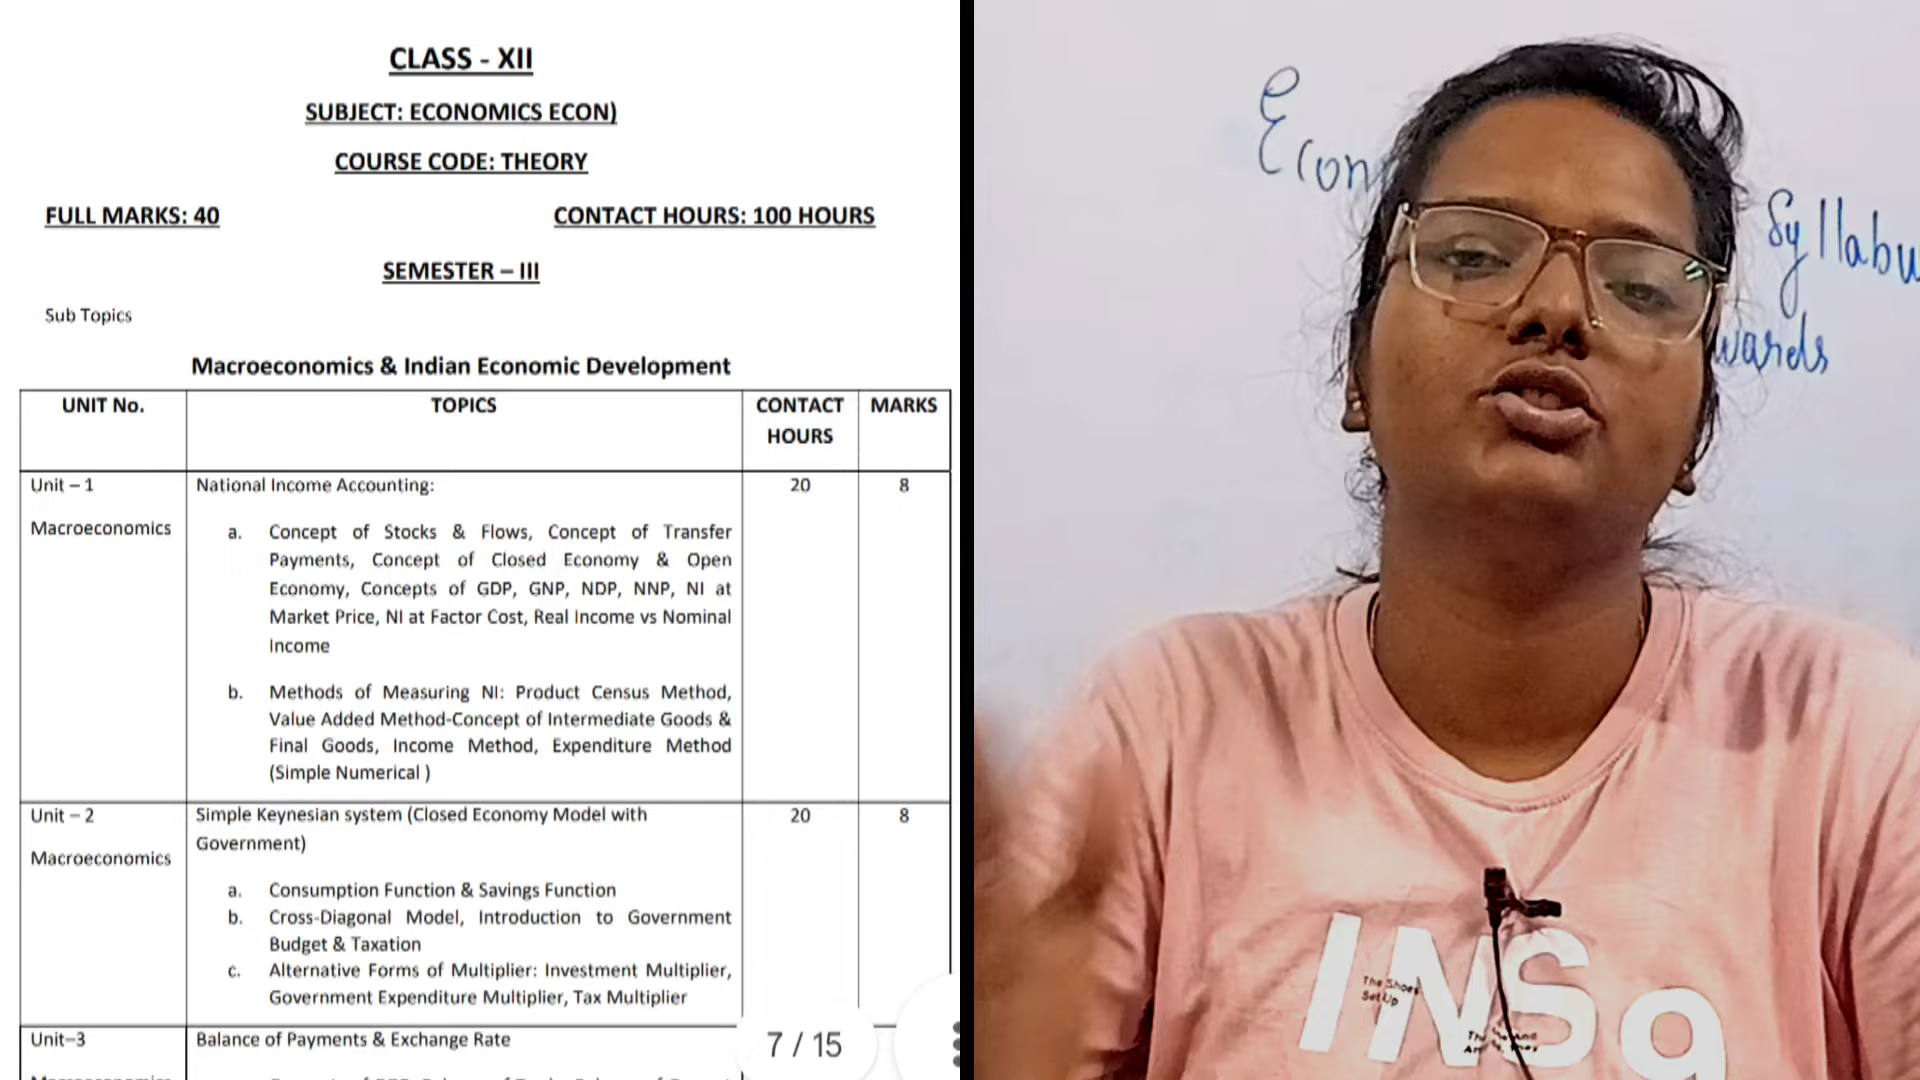 CLASS - XII
SUBJECT: ECONOMICS ECON)
COURSE CODE: THEORY
FULL MARKS: 40 CONTACT HOURS: 100 HOURS
SEMESTER – III
Sub Topics
Macroeconomics & Indian Economic Development
UNIT No. TOPICS CONTACT HOURS MARKS
Unit – 1 National Income Accounting: 20 8
Macroeconomics
a. Concept of Stocks & Flows, Concept of Transfer
Payments, Concept of Closed Economy & Open
Economy, Concepts of GDP, GNP, NDP, NNP, NI at
Market Price, NI at Factor Cost, Real Income vs Nominal
Income
b. Methods of Measuring NI: Product Census Method,
Value Added Method-Concept of Intermediate Goods &
Final Goods, Income Method, Expenditure Method
(Simple Numerical )
Unit – 2 Simple Keynesian system (Closed Economy Model with 20 8
Government)
Macroeconomics
a. Consumption Function & Savings Function
b. Cross-Diagonal Model, Introduction to Government
Budget & Taxation
c. Alternative Forms of Multiplier: Investment Multiplier,
Government Expenditure Multiplier, Tax Multiplier
Unit–3 Balance of Payments & Exchange Rate
7 / 15
Econ
Syllabu
wards
INS9
The Shoes
Set Up